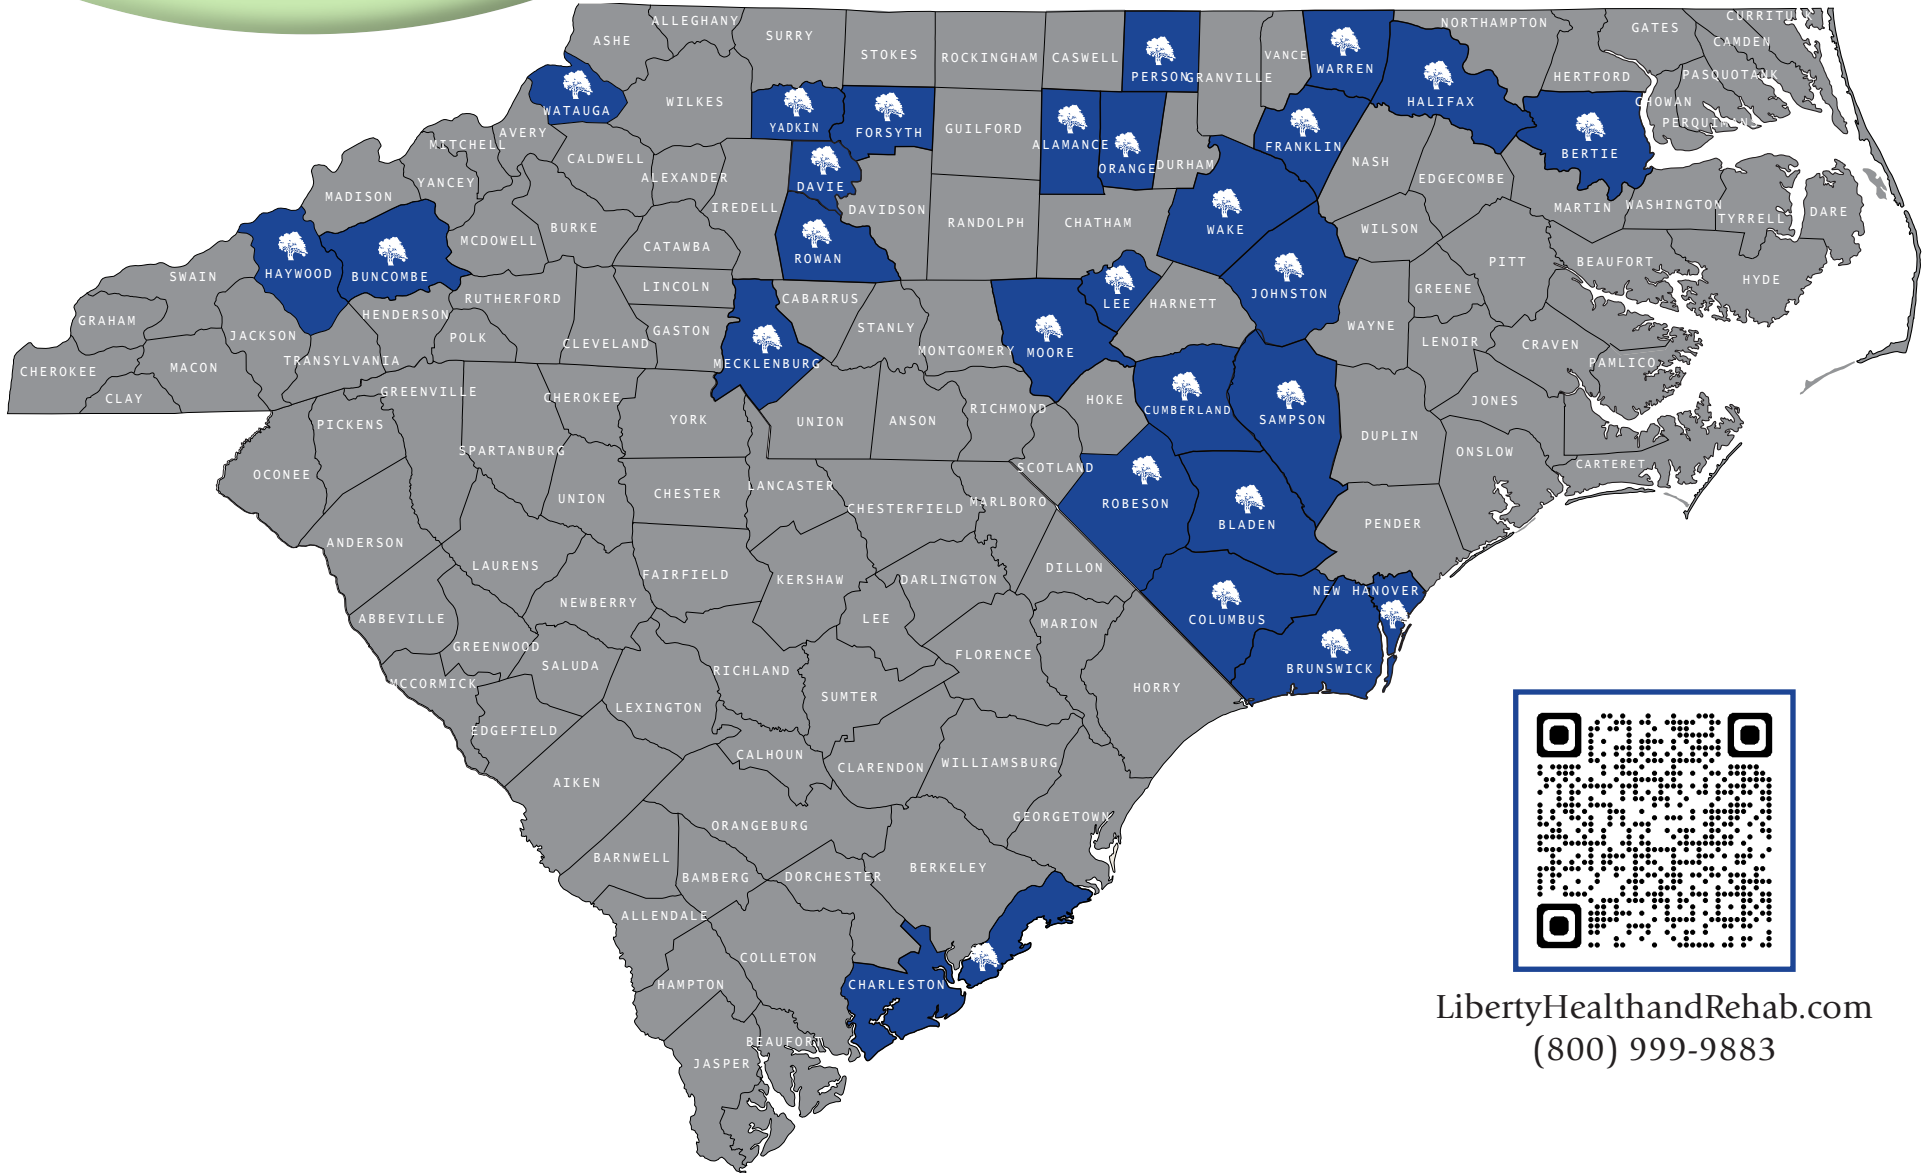 ALLEGHANY
CURRITUCK
ASHE
SURRY
STOKES
ROCKINGHAM
CASWELL
PERSON
GRANVILLE
VANCE
WARREN
NORTHAMPTON
GATES
CAMDEN
PASQUOTANK
HERTFORD
HALIFAX
CHOWAN
PERQUIMANS
WATAUGA
WILKES
YADKIN
FORSYTH
GUILFORD
ALAMANCE
ORANGE
DURHAM
FRANKLIN
NASH
BERTIE
AVERY
MITCHELL
CALDWELL
ALEXANDER
DAVIE
EDGECOMBE
MADISON
YANCEY
IREDELL
DAVIDSON
RANDOLPH
CHATHAM
WAKE
WILSON
MARTIN
WASHINGTON
TYRRELL
DARE
MCDOWELL
BURKE
CATAWBA
ROWAN
HAYWOOD
BUNCOMBE
SWAIN
LINCOLN
CABARRUS
LEE
HARNETT
JOHNSTON
GREENE
PITT
BEAUFORT
HYDE
RUTHERFORD
HENDERSON
GRAHAM
JACKSON
POLK
CLEVELAND
GASTON
STANLY
MOORE
WAYNE
LENOIR
CRAVEN
PAMLICO
CHEROKEE
MACON
TRANSYLVANIA
MECKLENBURG
MONTGOMERY
CLAY
GREENVILLE
CHEROKEE
YORK
UNION
ANSON
RICHMOND
HOKE
CUMBERLAND
SAMPSON
DUPLIN
JONES
ONSLOW
CARTERET
PICKENS
SPARTANBURG
OCONEE
UNION
CHESTER
LANCASTER
CHESTERFIELD
MARLBORO
SCOTLAND
ROBESON
BLADEN
PENDER
ANDERSON
LAURENS
FAIRFIELD
KERSHAW
DARLINGTON
DILLON
NEW HANOVER
ABBEVILLE
NEWBERRY
LEE
MARION
COLUMBUS
GREENWOOD
SALUDA
RICHLAND
FLORENCE
BRUNSWICK
MCCORMICK
LEXINGTON
SUMTER
HORRY
EDGEFIELD
CALHOUN
CLARENDON
WILLIAMSBURG
AIKEN
ORANGEBURG
GEORGETOWN
BARNWELL
BAMBERG
DORCHESTER
BERKELEY
ALLENDALE
COLLETON
HAMPTON
CHARLESTON
BEAUFORT
JASPER
LibertyHealthandRehab.com
(800) 999-9883